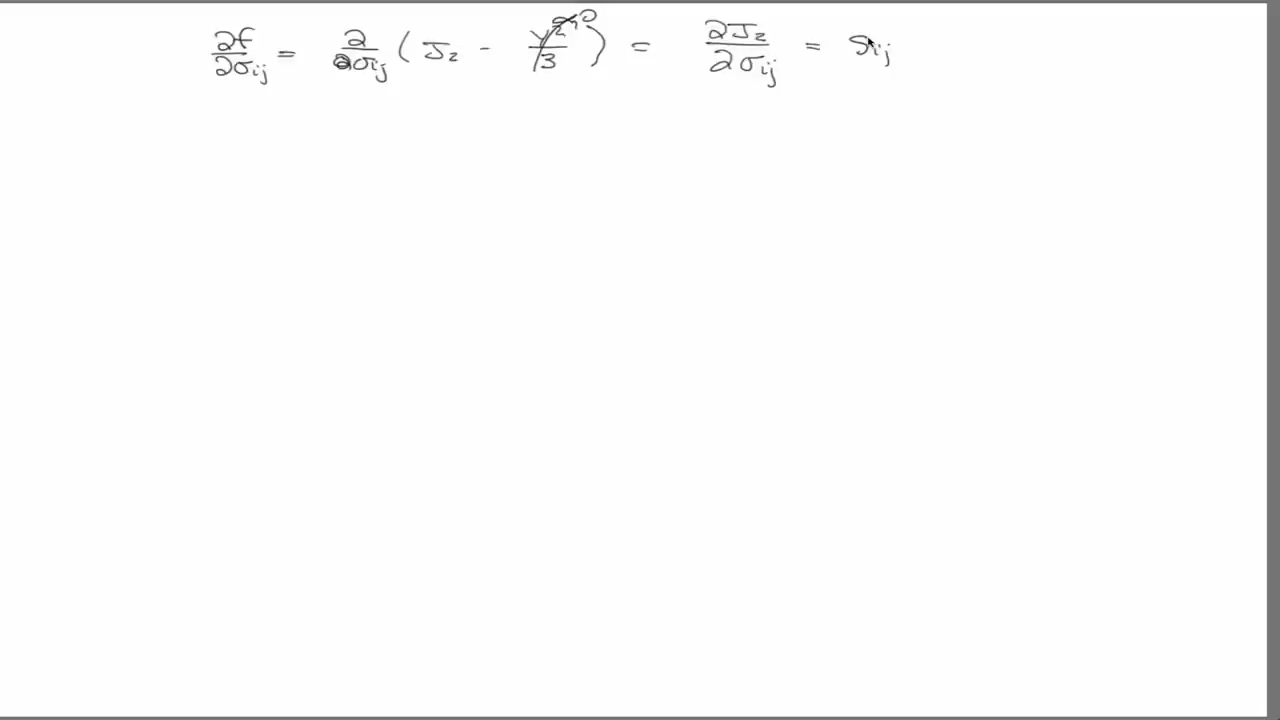 ∂f/∂σij = ∂/∂σij ( J2 - Y²/3 ) = ∂J2/∂σij = Sij